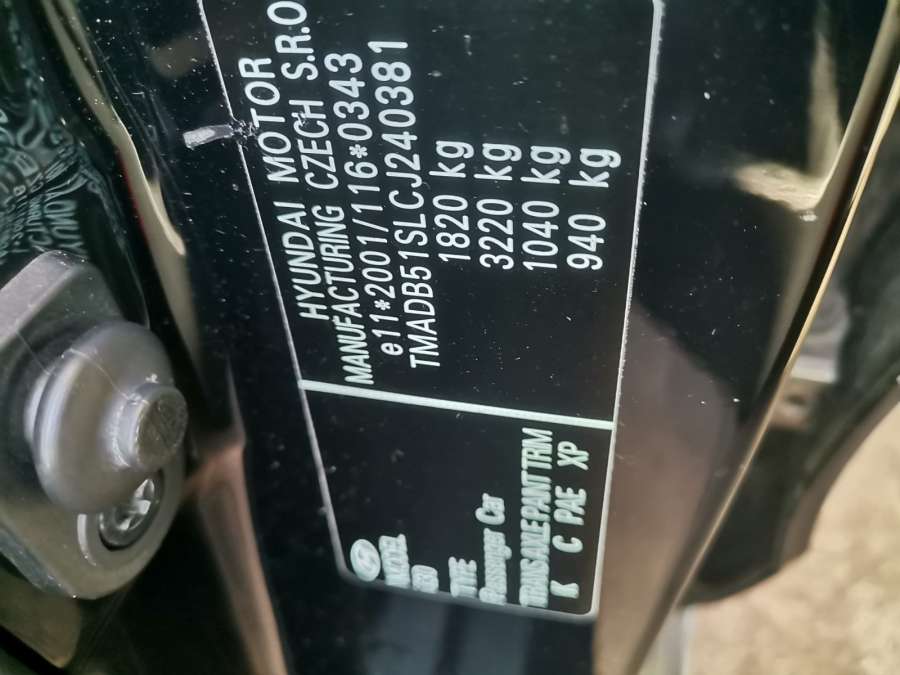 HYUNDAI MOTOR
MANUFACTURING CZECH S.R.O
e11*2001/116*0343
TMADB51SLCJ240381
1820 kg
3220 kg
1040 kg
940 kg
MODEL
TYPE
Passenger Car
TRANS AXLE PAINT TRIM
K C PAE XP